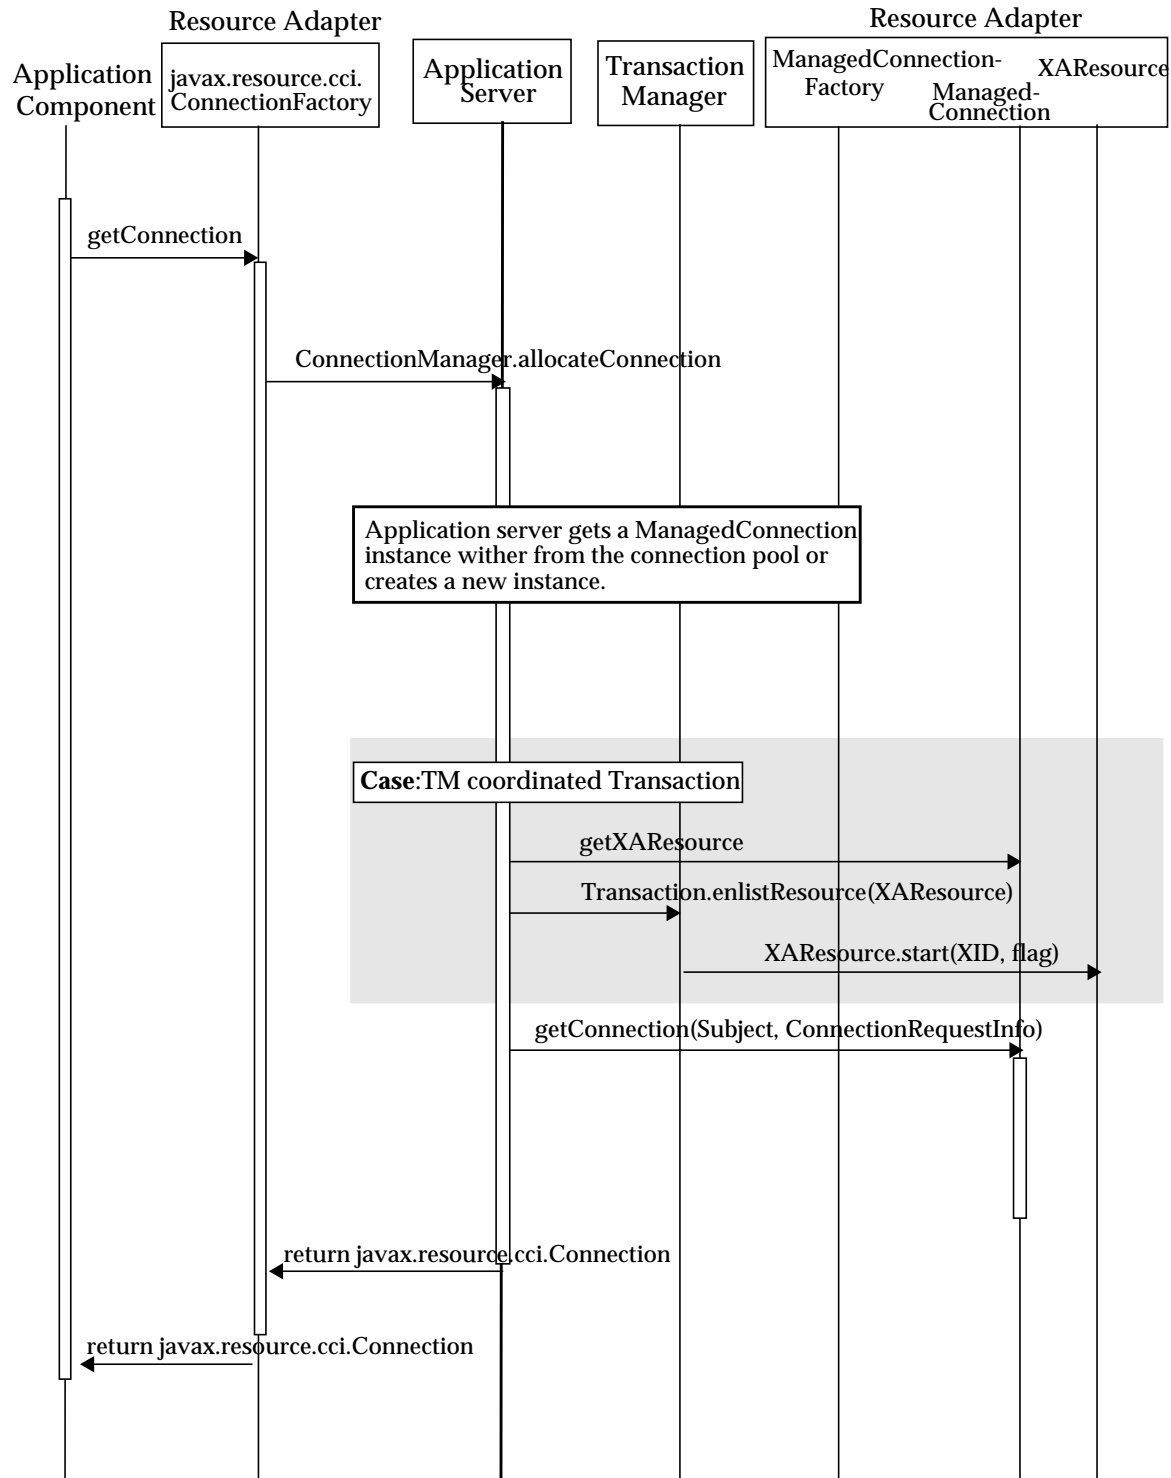 Resource Adapter
Resource Adapter
Application
Component
javax.resource.cci.
ConnectionFactory
Application
Server
Transaction
Manager
ManagedConnection-
Factory
Managed-
Connection
XAResource
getConnection
ConnectionManager.allocateConnection
Application server gets a ManagedConnection
instance wither from the connection pool or
creates a new instance.
Case:TM coordinated Transaction
getXAResource
Transaction.enlistResource(XAResource)
XAResource.start(XID, flag)
getConnection(Subject, ConnectionRequestInfo)
return javax.resource.cci.Connection
return javax.resource.cci.Connection